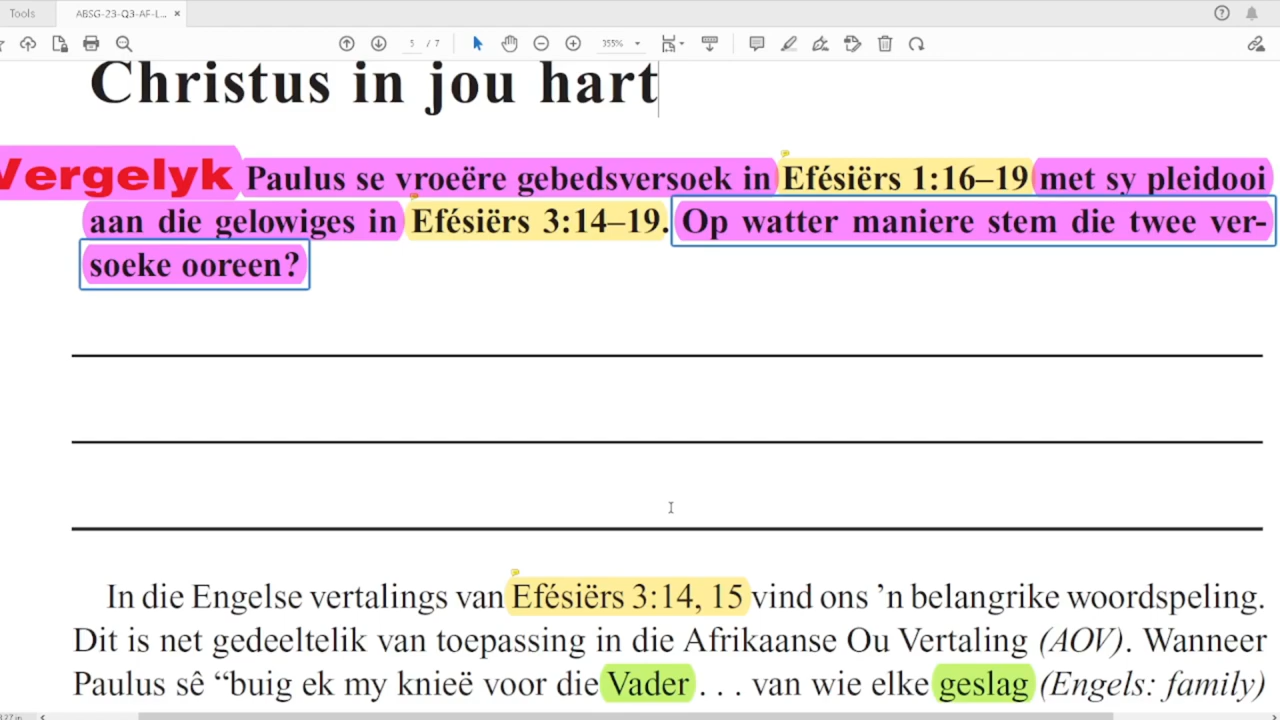 Tools
ABSG-23-Q3-AF-L... ×
5 / 7
355%
Christus in jou hart
Vergelyk Paulus se vroeëre gebedsversoek in Efésiërs 1:16–19 met sy pleidooi
aan die gelowiges in Efésiërs 3:14–19. Op watter maniere stem die twee ver-
soeke ooreen?
In die Engelse vertalings van Efésiërs 3:14, 15 vind ons ’n belangrike woordspeling.
Dit is net gedeeltelik van toepassing in die Afrikaanse Ou Vertaling (AOV). Wanneer
Paulus sê “buig ek my knieë voor die Vader . . . van wie elke geslag (Engels: family)